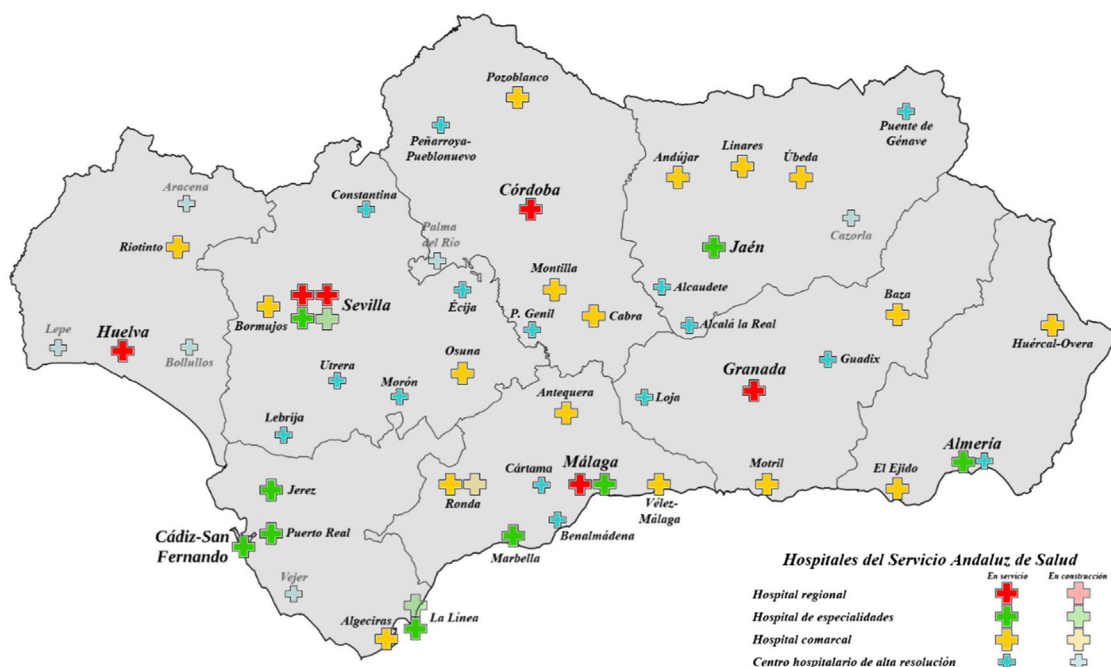 Pozoblanco
Peñarroya-
Pueblonuevo
Puente de
Génave
Linares
Andújar
Úbeda
Aracena
Constantina
Córdoba
Palma
del Río
Cazorla
Riotinto
Jaén
Montilla
Alcaudete
Écija
Baza
Sevilla
Bormujos
P. Genil
Cabra
Alcalá la Real
Lepe
Huelva
Bollullos
Huércal-Overa
Osuna
Guadix
Utrera
Morón
Granada
Antequera
Loja
Lebrija
Almería
Málaga
Cártama
Motril
El Ejido
Jerez
Ronda
Vélez-
Málaga
Puerto Real
Cádiz-San
Fernando
Benalmádena
Marbella
Vejer
La Línea
Algeciras
Hospitales del Servicio Andaluz de Salud
En servicio
En construcción
Hospital regional
Hospital de especialidades
Hospital comarcal
Centro hospitalario de alta resolución